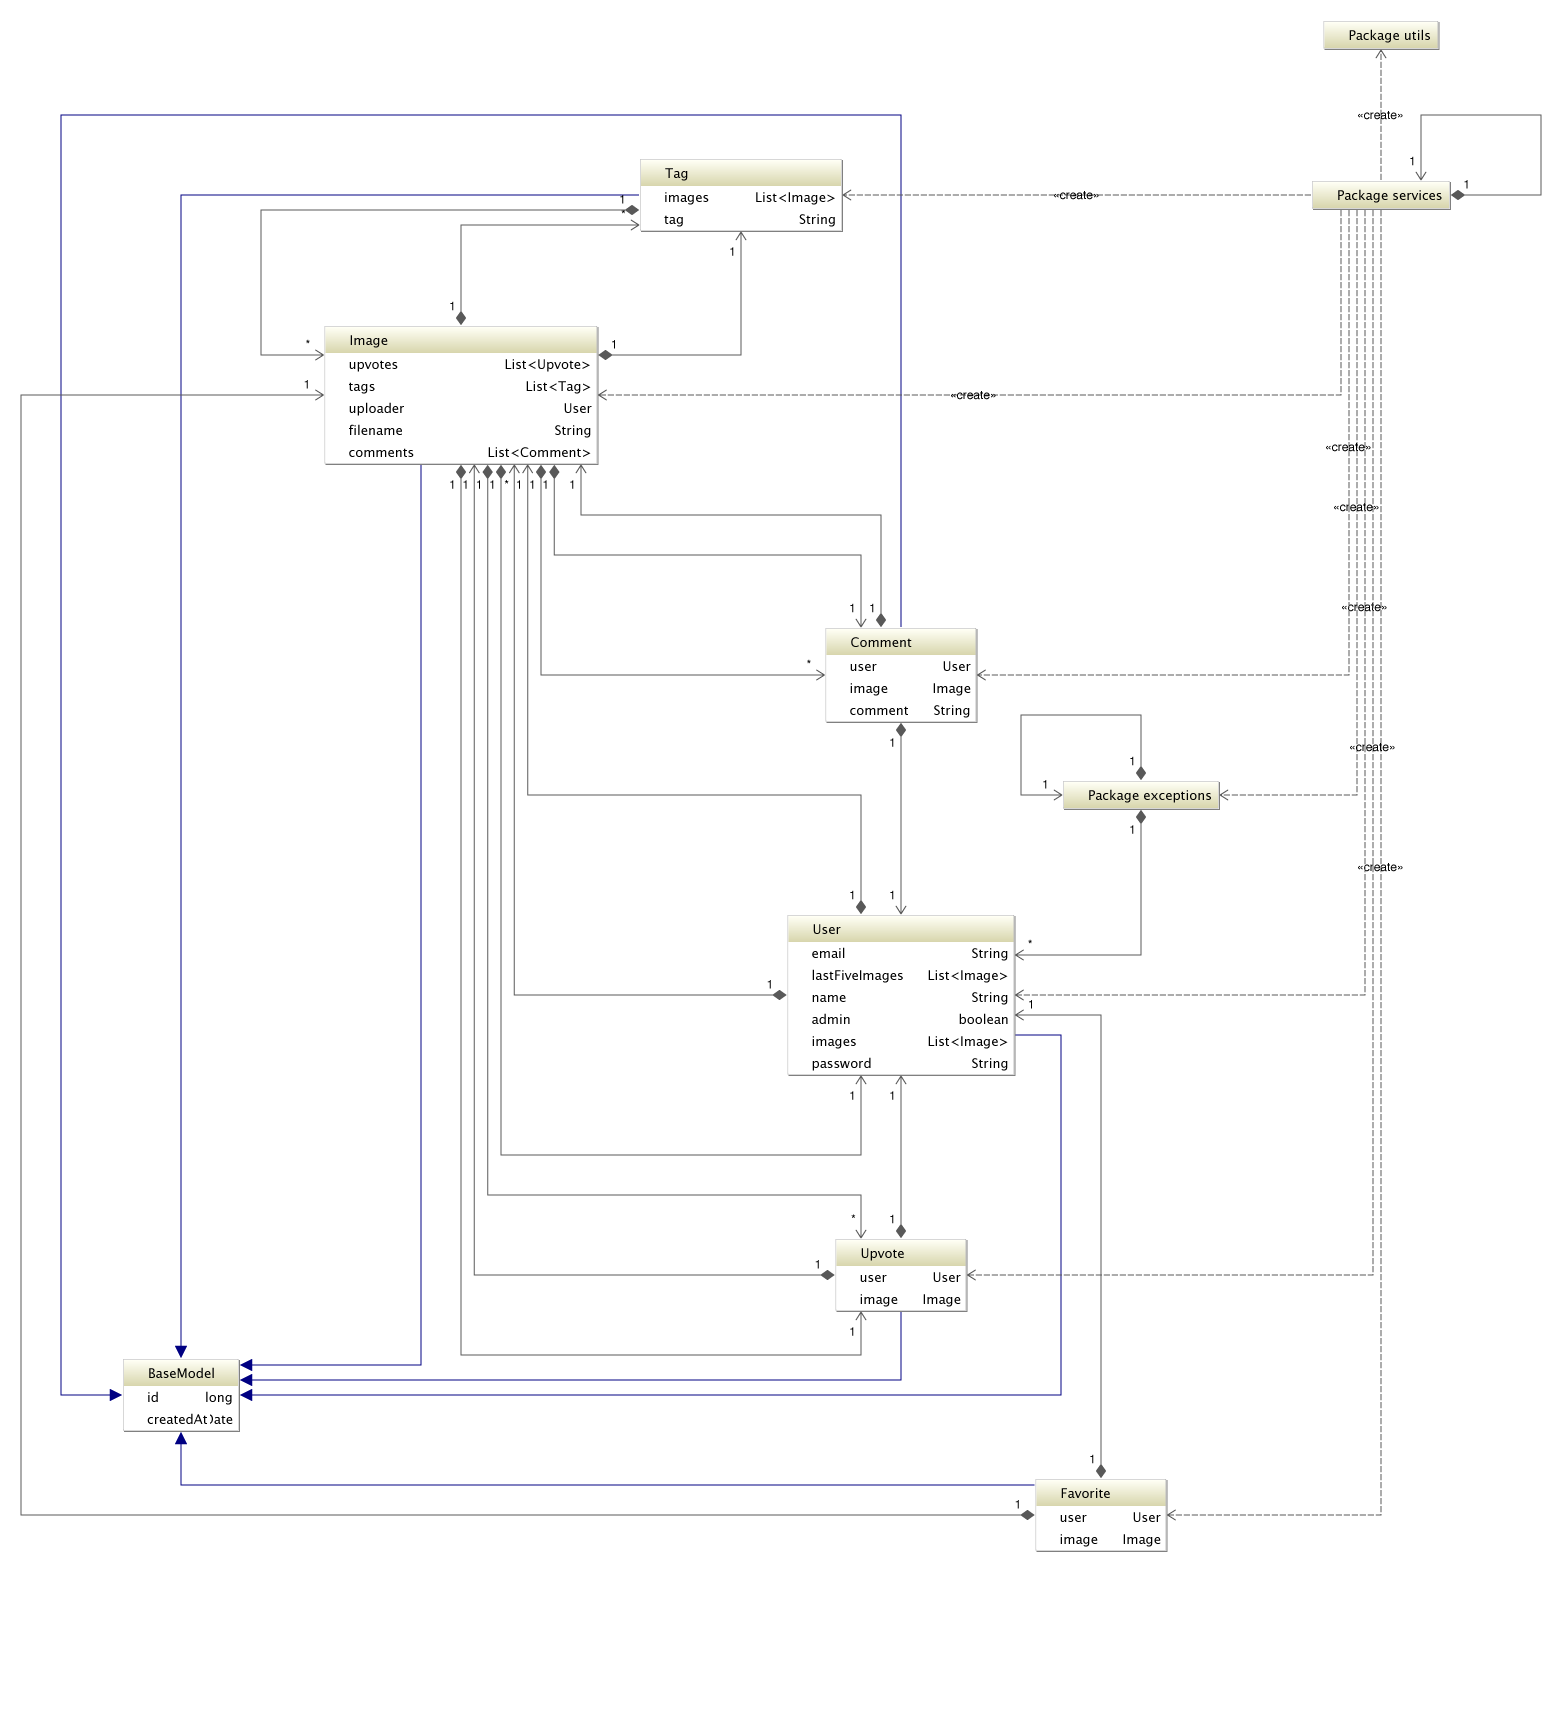 Package utils
«create»
1
Package services
1
Tag
images List<Image>
tag String
1
*
1
«create»
1
1
Image
upvotes List<Upvote>
tags List<Tag>
uploader User
filename String
comments List<Comment>
*
1
1
«create»
«create»
1 1 1 1 * 1 1 1 1
«create»
«create»
1 1
Comment
user User
image Image
comment String
*
1
«create»
1
1
Package exceptions
1
«create»
1 1
User
email String
lastFiveImages List<Image>
name String
admin boolean
images List<Image>
password String
*
1
1
1 1
* 1
Upvote
user User
image Image
1
1
BaseModel
id long
createdAt Date
1
Favorite
user User
image Image
1